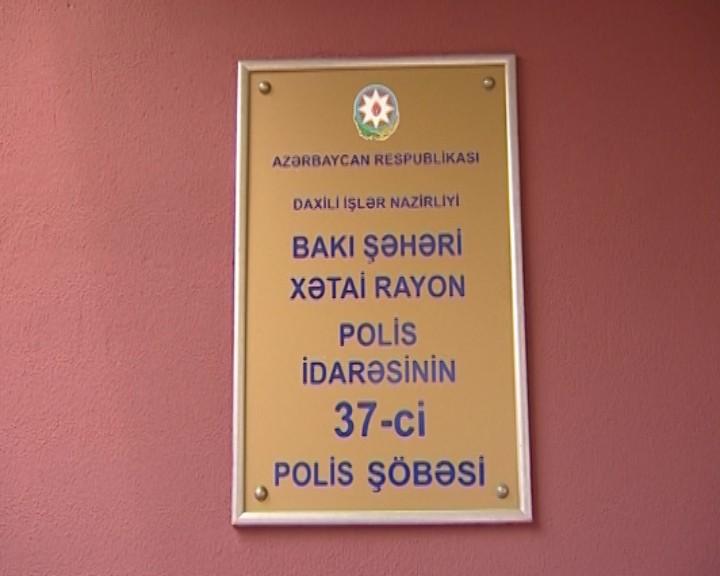 AZƏRBAYCAN RESPUBLİKASI
DAXİLİ İŞLƏR NAZİRLİYİ
BAKI ŞƏHƏRİ
XƏTAİ RAYON
POLİS
İDARƏSİNİN
37-ci
POLİS ŞÖBƏSİ